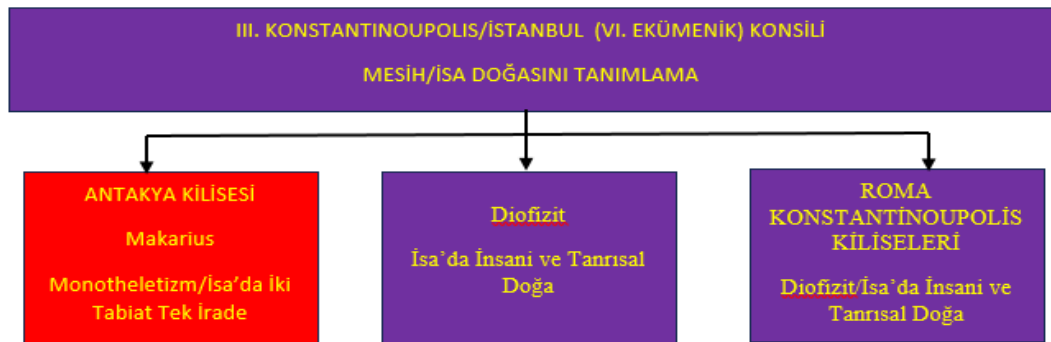 III. KONSTANTINOUPOLIS/İSTANBUL (VI. EKÜMENİK) KONSİLİ
MESİH/İSA DOĞASINI TANIMLAMA
ANTAKYA KİLİSESİ
Makarius
Monotheletizm/İsa'da İki
Tabiat Tek İrade
Diofizit
İsa'da İnsani ve Tanrısal
Doğa
ROMA
KONSTANTİNOUPOLİS
KİLİSELERİ
Diofizit/İsa'da İnsani ve
Tanrısal Doğa